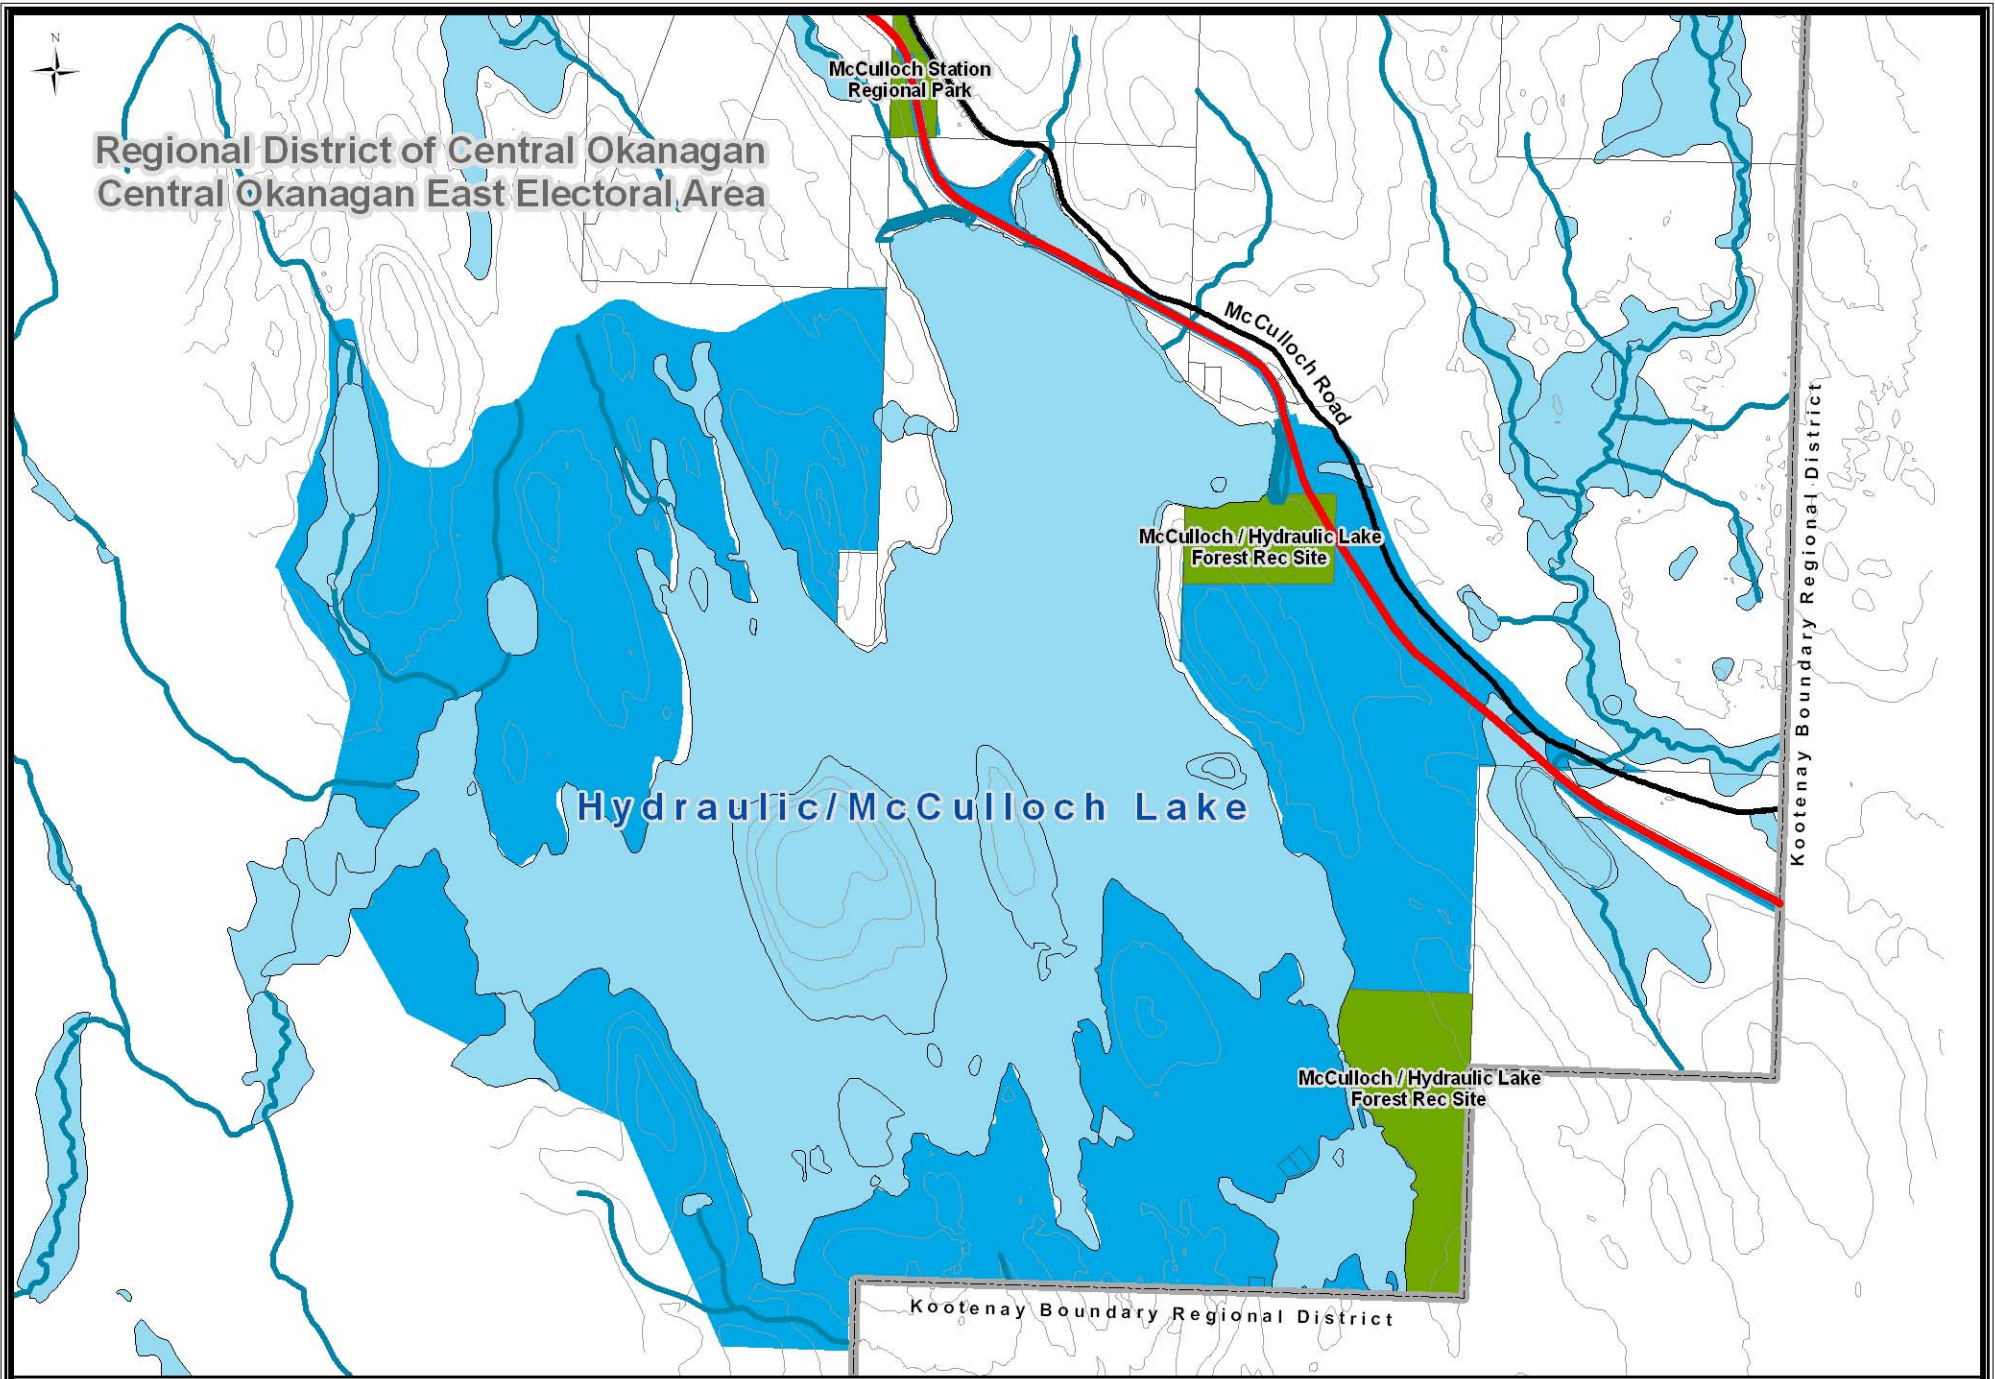 N
McCulloch Station
Regional Park
Regional District of Central Okanagan
Central Okanagan East Electoral Area
McCulloch Road
Kootenay Boundary Regional District
McCulloch / Hydraulic Lake
Forest Rec Site
Hydraulic/McCulloch Lake
McCulloch / Hydraulic Lake
Forest Rec Site
Kootenay Boundary Regional District